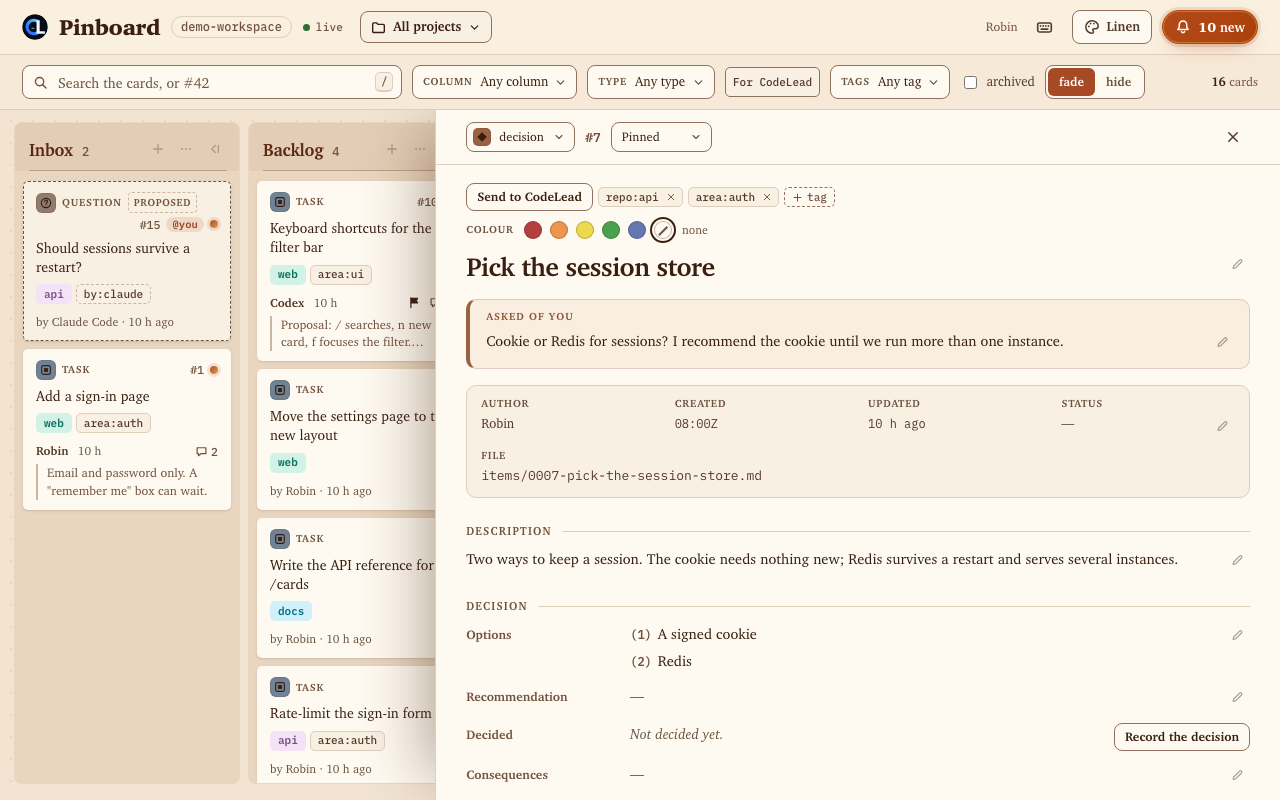 Pinboard
demo-workspace
live
All projects
Robin
Linen
10 new
Search the cards, or #42
/
COLUMN Any column
TYPE Any type
For CodeLead
TAGS Any tag
archived
fade
hide
16 cards
Inbox 2
QUESTION PROPOSED
#15 @you
Should sessions survive a
restart?
api by:claude
by Claude Code · 10 h ago
TASK #1
Add a sign-in page
web area:auth
Robin 10 h 2
Email and password only. A
"remember me" box can wait.
Backlog 4
TASK
Keyboard shortcuts for the
filter bar
web area:ui
Codex 10 h
Proposal: / searches, n new
card, f focuses the filter.…
TASK
Move the settings page to
new layout
web
by Robin · 10 h ago
TASK
Write the API reference for
/cards
docs
by Robin · 10 h ago
TASK
Rate-limit the sign-in form
api area:auth
by Robin · 10 h ago
decision #7 Pinned
Send to CodeLead repo:api × area:auth × + tag
COLOUR none
Pick the session store
ASKED OF YOU
Cookie or Redis for sessions? I recommend the cookie until we run more than one instance.
AUTHOR CREATED UPDATED STATUS
Robin 08:00Z 10 h ago —
FILE
items/0007-pick-the-session-store.md
DESCRIPTION
Two ways to keep a session. The cookie needs nothing new; Redis survives a restart and serves several instances.
DECISION
Options (1) A signed cookie
(2) Redis
Recommendation —
Decided Not decided yet. Record the decision
Consequences —